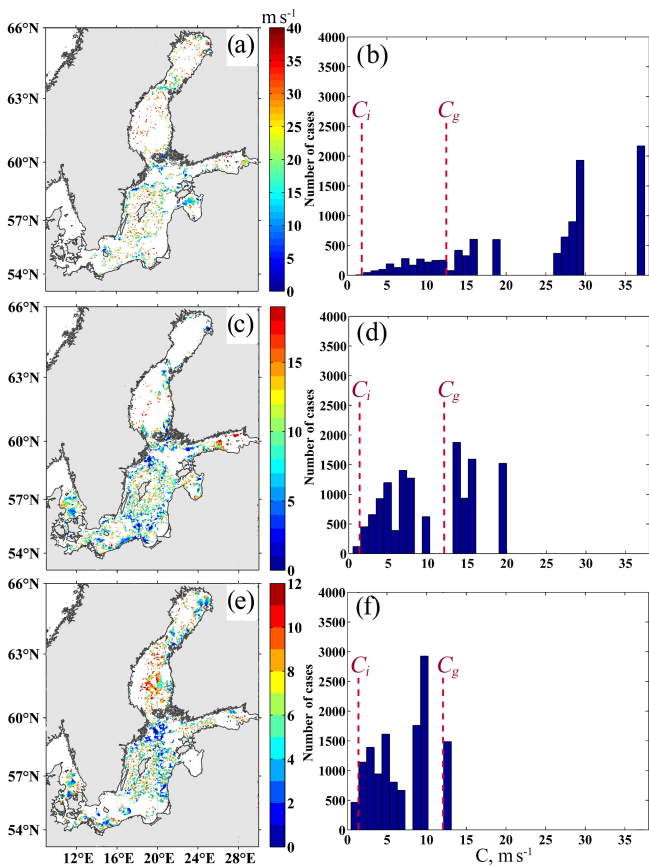 m s⁻¹
66°N
63°N
60°N
57°N
54°N
(a)
40
35
30
25
20
15
10
5
0
(b)
Number of cases
4000
3500
3000
2500
2000
1500
1000
500
0
Ci
Cg
0 5 10 15 20 25 30 35
66°N
63°N
60°N
57°N
54°N
(c)
15
10
5
0
(d)
Number of cases
4000
3500
3000
2500
2000
1500
1000
500
0
Ci
Cg
0 5 10 15 20 25 30 35
66°N
63°N
60°N
57°N
54°N
(e)
12
10
8
6
4
2
0
12°E 16°E 20°E 24°E 28°E
(f)
Number of cases
4000
3500
3000
2500
2000
1500
1000
500
0
Ci
Cg
0 5 10 15 20 25 30 35
C, m s⁻¹